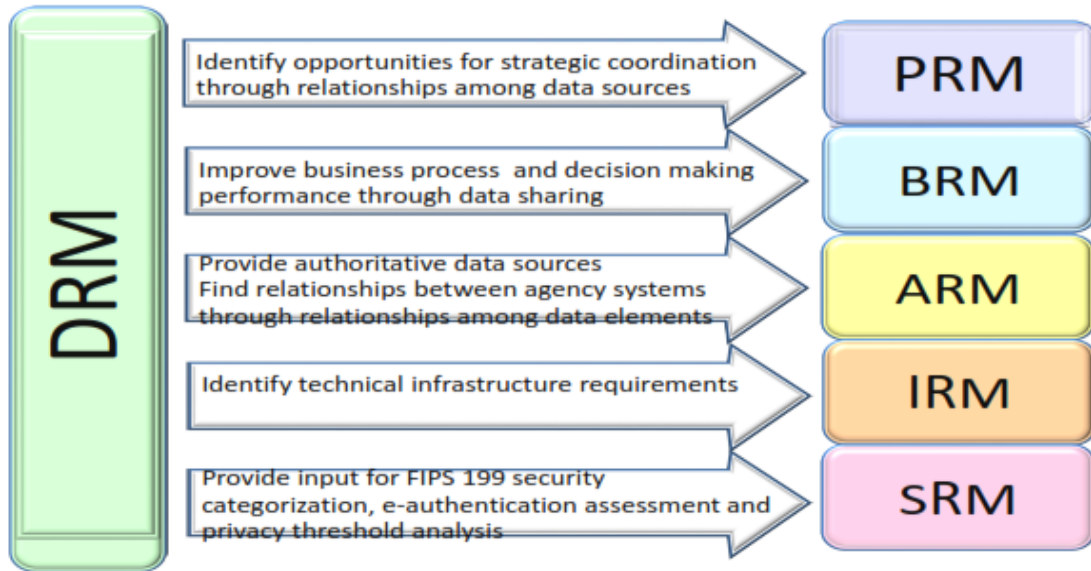 DRM
Identify opportunities for strategic coordination
through relationships among data sources
PRM
Improve business process and decision making
performance through data sharing
BRM
Provide authoritative data sources
Find relationships between agency systems
through relationships among data elements
ARM
Identify technical infrastructure requirements
IRM
Provide input for FIPS 199 security
categorization, e-authentication assessment and
privacy threshold analysis
SRM